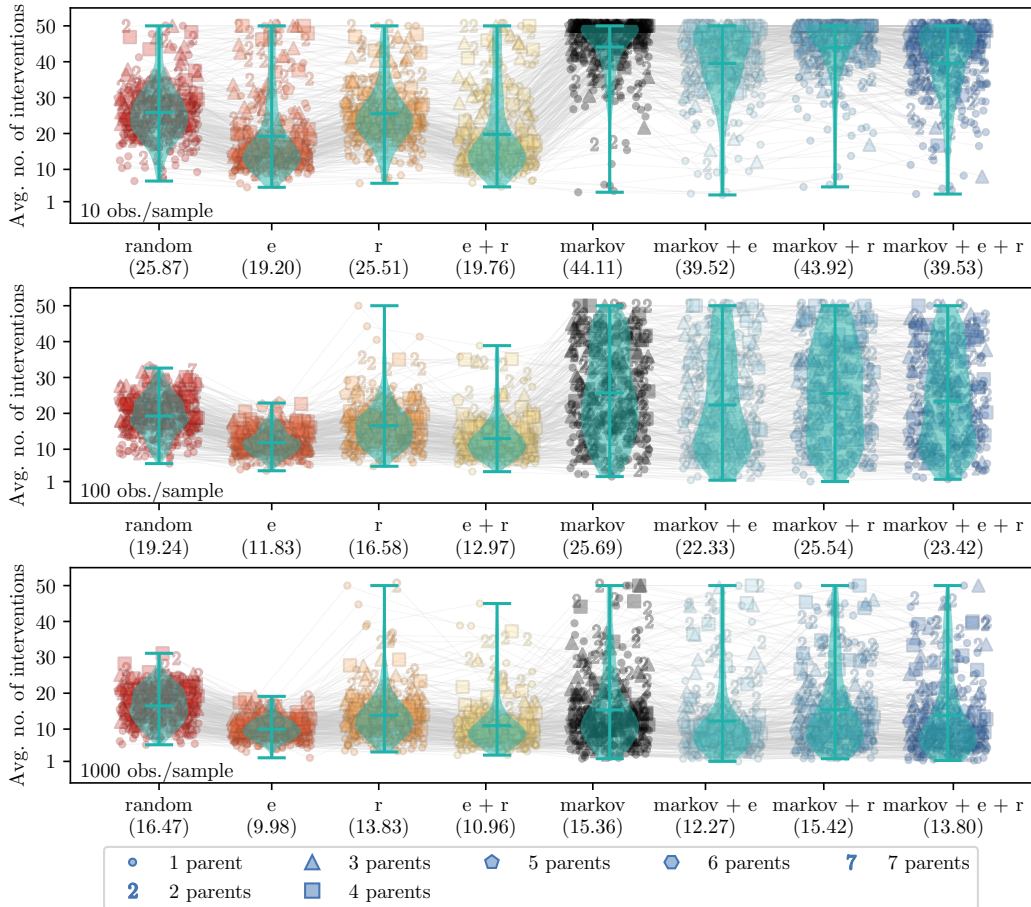 Avg. no. of interventions
50
40
30
20
10
1
10 obs./sample
random e r e + r markov markov + e markov + r markov + e + r
(25.87) (19.20) (25.51) (19.76) (44.11) (39.52) (43.92) (39.53)
Avg. no. of interventions
50
40
30
20
10
1
100 obs./sample
random e r e + r markov markov + e markov + r markov + e + r
(19.24) (11.83) (16.58) (12.97) (25.69) (22.33) (25.54) (23.42)
Avg. no. of interventions
50
40
30
20
10
1
1000 obs./sample
random e r e + r markov markov + e markov + r markov + e + r
(16.47) (9.98) (13.83) (10.96) (15.36) (12.27) (15.42) (13.80)
1 parent 3 parents 5 parents 6 parents 7 7 parents
2 2 parents 4 parents